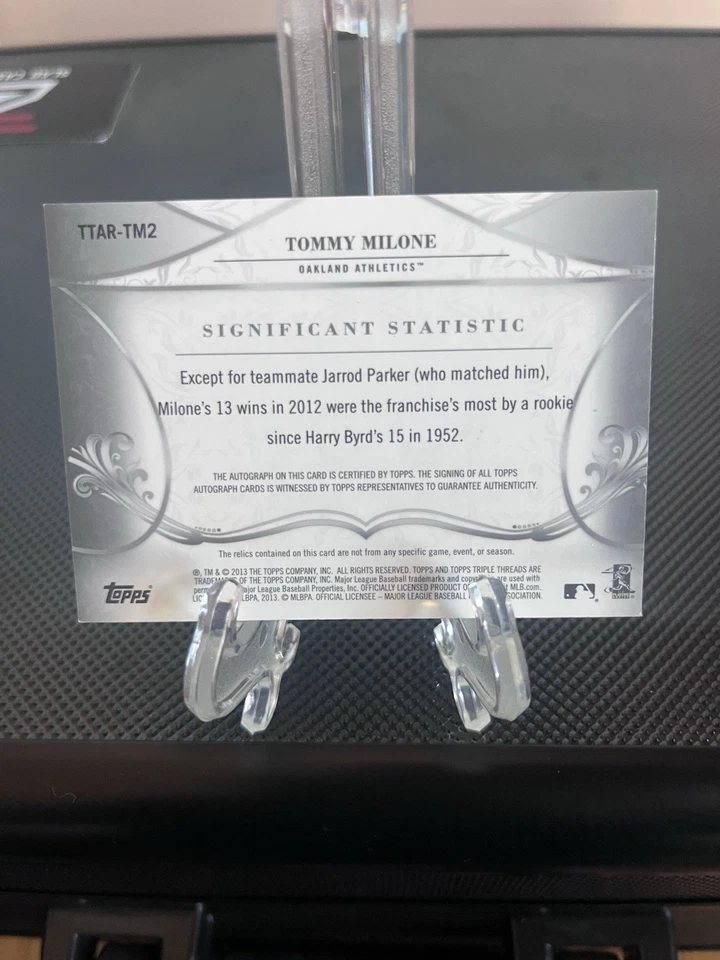 TTAR-TM2
TOMMY MILONE
OAKLAND ATHLETICS™
SIGNIFICANT STATISTIC
Except for teammate Jarrod Parker (who matched him),
Milone's 13 wins in 2012 were the franchise's most by a rookie
since Harry Byrd's 15 in 1952.
THE AUTOGRAPH ON THIS CARD IS CERTIFIED BY TOPPS. THE SIGNING OF ALL TOPPS
AUTOGRAPH CARDS IS WITNESSED BY TOPPS REPRESENTATIVES TO GUARANTEE AUTHENTICITY.
The relics contained on this card are not from any specific game, event, or season.
®, TM & © 2013 THE TOPPS COMPANY, INC. ALL RIGHTS RESERVED. TOPPS AND TOPPS TRIPLE THREADS ARE
OF THE TOPPS COMPANY, INC. Major League Baseball trademarks and are used with
Major League Baseball Properties, Inc. OFFICIALLY LICENSED PRODUCT MLB.com.
2013. © MLBPA. OFFICIAL LICENSEE – MAJOR LEAGUE BASEBALL
TOPPS®